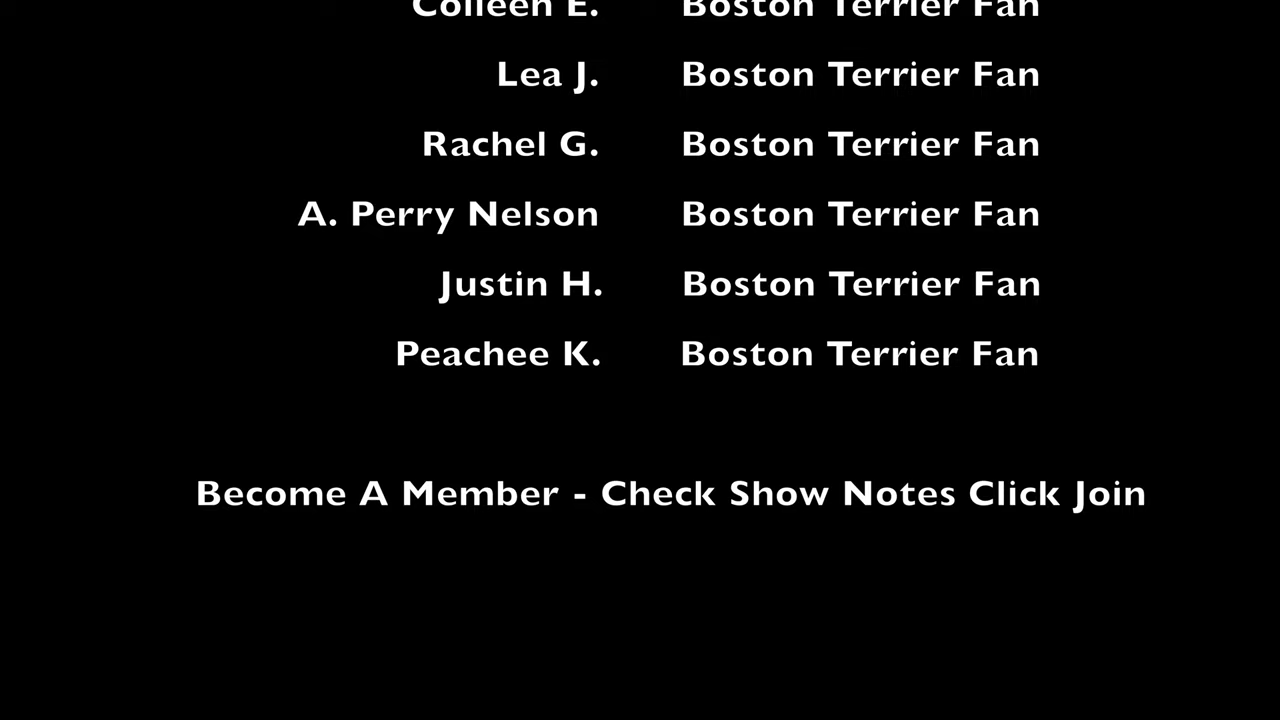 Colleen E. Boston Terrier Fan
Lea J. Boston Terrier Fan
Rachel G. Boston Terrier Fan
A. Perry Nelson Boston Terrier Fan
Justin H. Boston Terrier Fan
Peachee K. Boston Terrier Fan
Become A Member - Check Show Notes Click Join